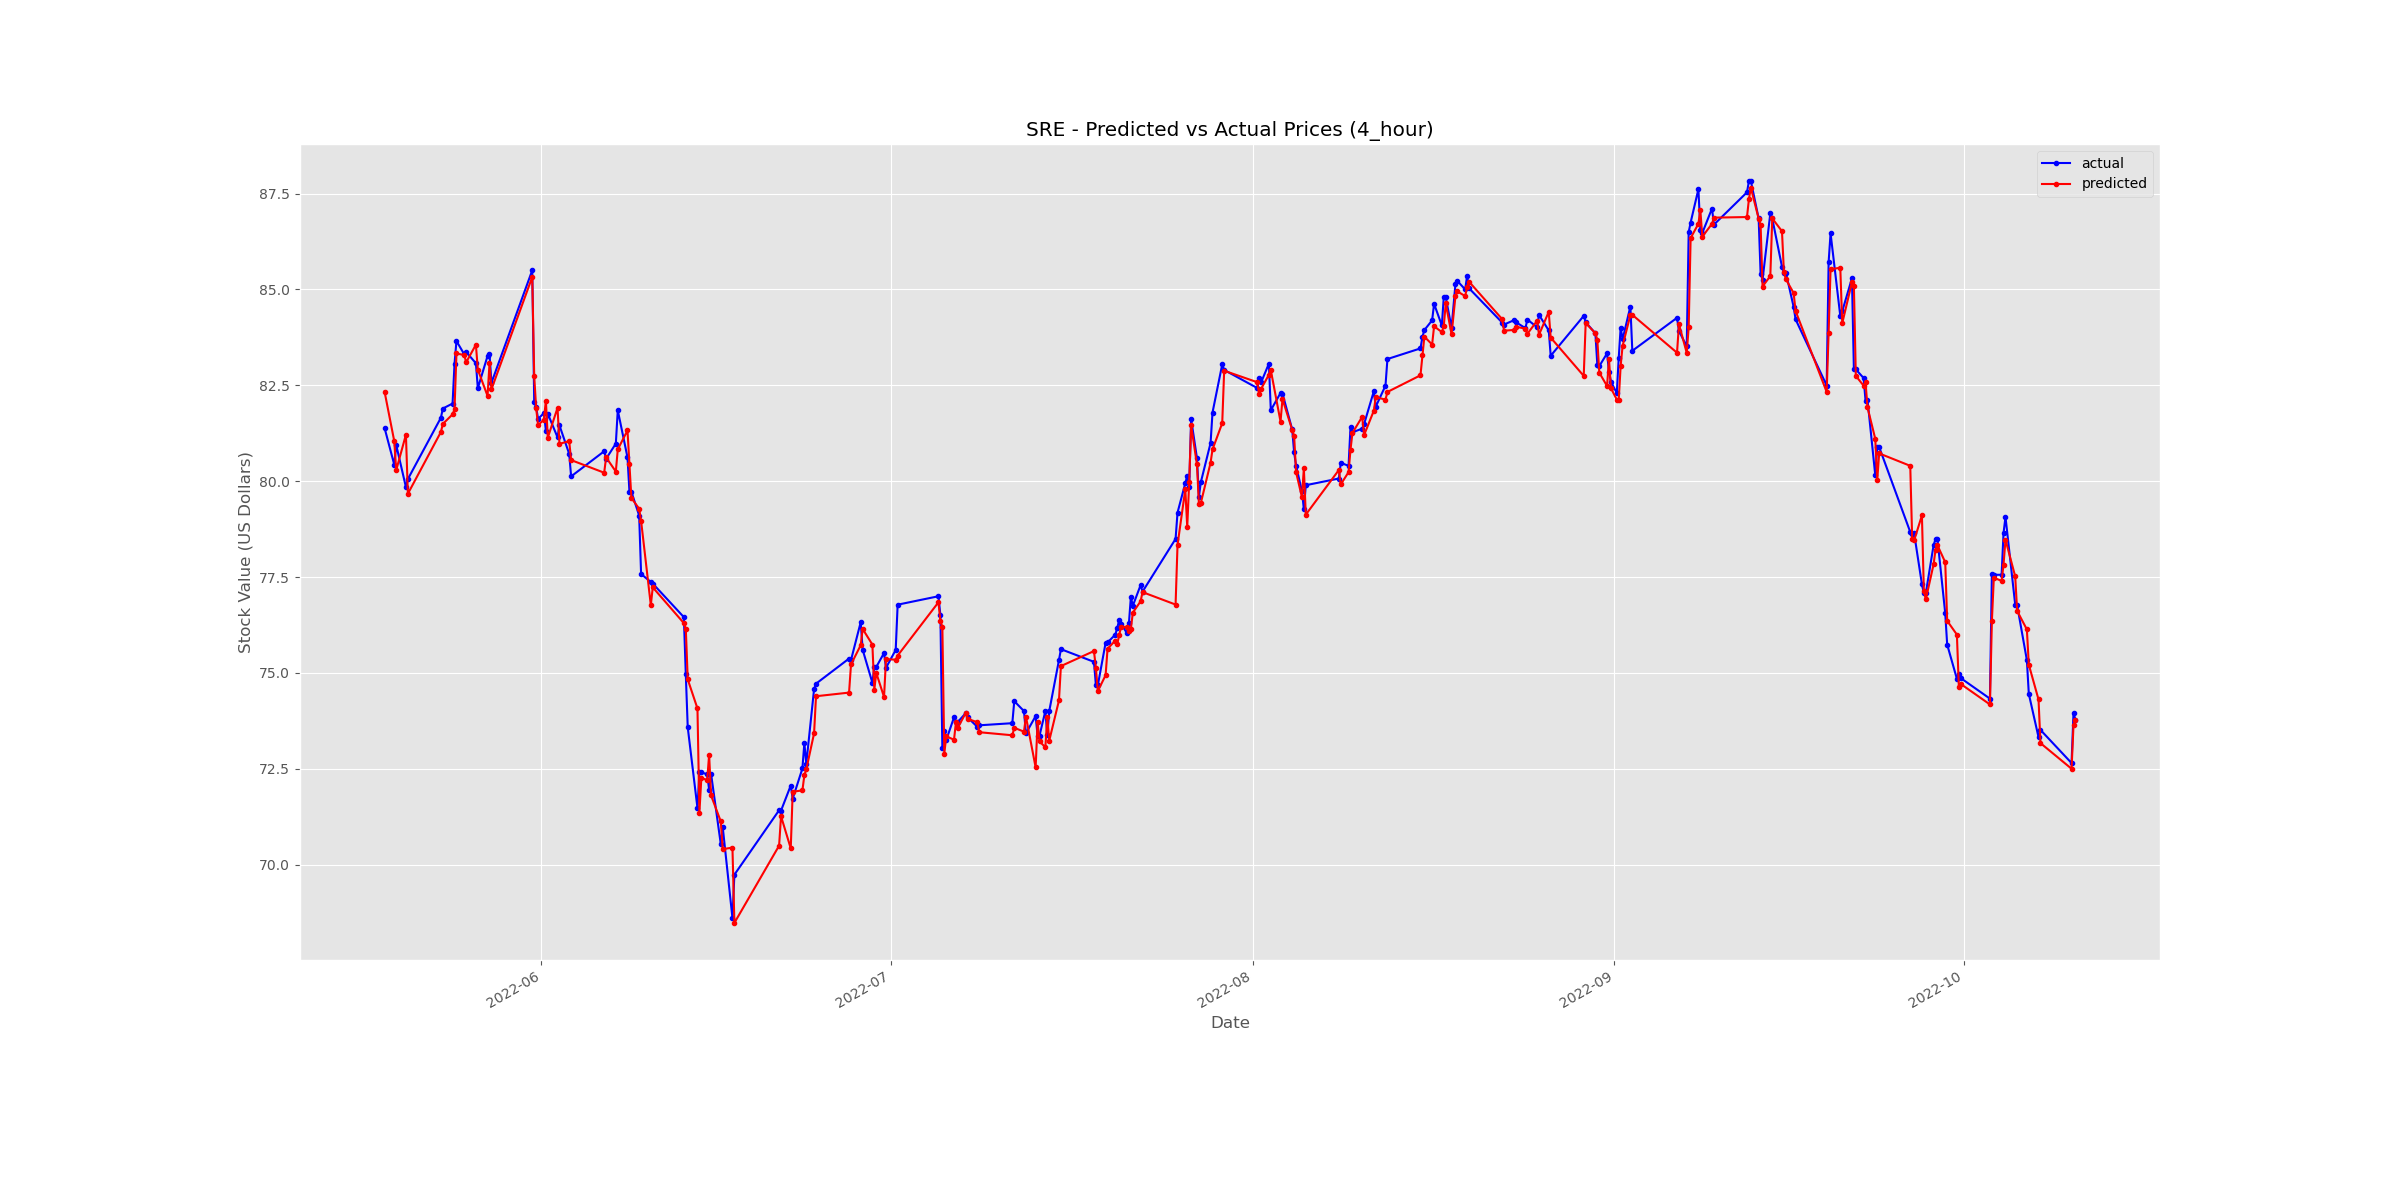 SRE - Predicted vs Actual Prices (4_hour)
actual
predicted
87.5
85.0
82.5
80.0
77.5
75.0
72.5
70.0
Stock Value (US Dollars)
2022-06
2022-07
2022-08
2022-09
2022-10
Date